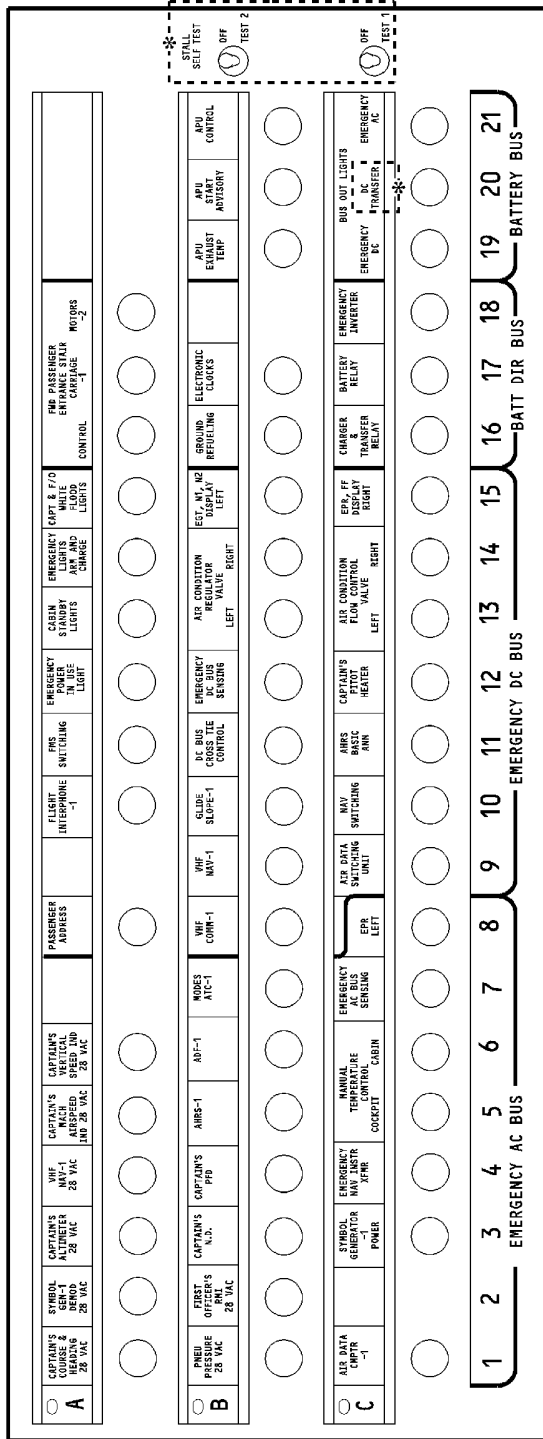 A
CAPTAIN'S
COURSE &
HEADING
28 VAC
SYMBOL
GEN-1
DEMOD
28 VAC
CAPTAIN'S
ALTIMETER
28 VAC
VHF
NAV-1
28 VAC
CAPTAIN'S
MACH
AIRSPEED
IND 28 VAC
CAPTAIN'S
VERTICAL
SPEED IND
28 VAC
PASSENGER
ADDRESS
FLIGHT
INTERPHONE
-1
FMS
SWITCHING
EMERGENCY
POWER
IN USE
LIGHT
CABIN
STANDBY
LIGHTS
EMERGENCY
LIGHTS
ARM AND
CHARGE
CAPT & F/O
WHITE
FLOOD
LIGHTS
FWD PASSENGER
ENTRANCE STAIR
CARRIAGE MOTORS
CONTROL -1 -2
* STALL
SELF TEST
OFF
TEST 2
B
PNEU
PRESSURE
28 VAC
FIRST
OFFICER'S
RMI
28 VAC
CAPTAIN'S
N.D.
CAPTAIN'S
PFD
AHRS-1
ADF-1
MODES
ATC-1
VHF
COMM-1
VHF
NAV-1
GLIDE
SLOPE-1
DC BUS
CROSS TIE
CONTROL
EMERGENCY
DC BUS
SENSING
AIR CONDITION
REGULATOR
VALVE
LEFT RIGHT
EGT, N1, N2
DISPLAY
LEFT
GROUND
REFUELING
ELECTRONIC
CLOCKS
APU
EXHAUST
TEMP
APU
START
ADVISORY
APU
CONTROL
OFF
TEST 1
C
AIR DATA
CMPTR
-1
SYMBOL
GENERATOR
-1
POWER
EMERGENCY
NAV INSTR
XFMR
MANUAL
TEMPERATURE
CONTROL
COCKPIT CABIN
EMERGENCY
AC BUS
SENSING
EPR
LEFT
AIR DATA
SWITCHING
UNIT
NAV
SWITCHING
AHRS
BASIC
ANN
CAPTAIN'S
PITOT
HEATER
AIR CONDITION
FLOW CONTROL
VALVE
LEFT RIGHT
EPR, FF
DISPLAY
RIGHT
CHARGER
&
TRANSFER
RELAY
BATTERY
RELAY
EMERGENCY
INVERTER
BUS OUT LIGHTS
EMERGENCY
DC
DC
TRANSFER
*
EMERGENCY
AC
1 2 3 4 5 6 7 8 9 10 11 12 13 14 15 16 17 18 19 20 21
EMERGENCY AC BUS EMERGENCY DC BUS BATT DIR BUS BATTERY BUS